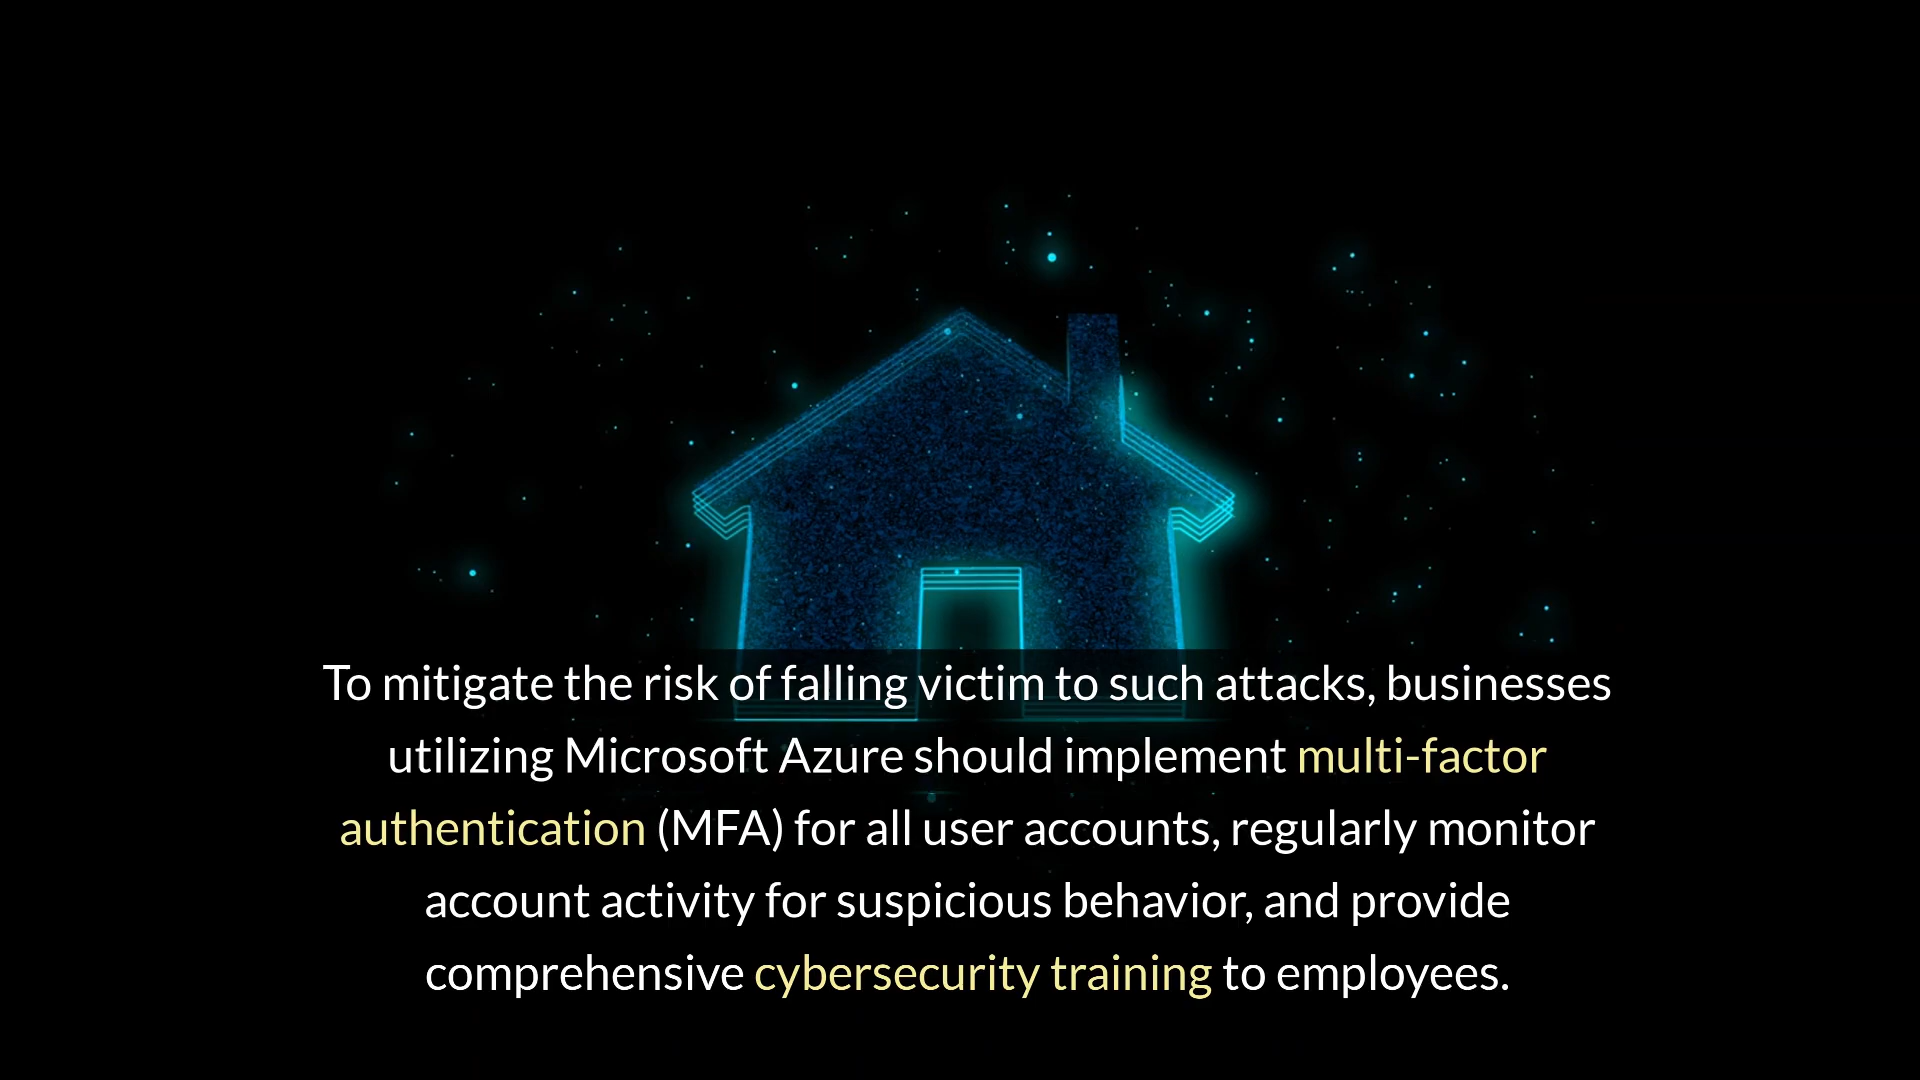 To mitigate the risk of falling victim to such attacks, businesses
utilizing Microsoft Azure should implement multi-factor
authentication (MFA) for all user accounts, regularly monitor
account activity for suspicious behavior, and provide
comprehensive cybersecurity training to employees.